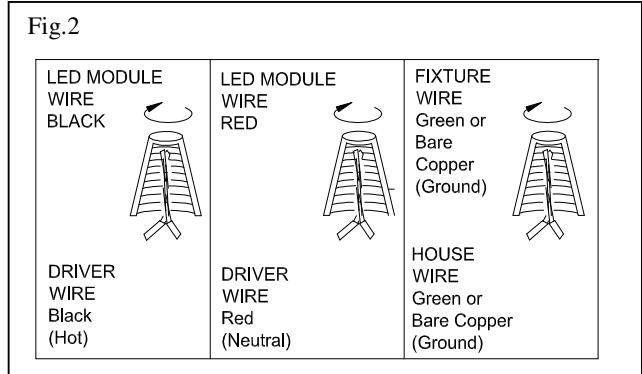 Fig.2
LED MODULE
WIRE
BLACK
DRIVER
WIRE
Black
(Hot)
LED MODULE
WIRE
RED
DRIVER
WIRE
Red
(Neutral)
FIXTURE
WIRE
Green or
Bare
Copper
(Ground)
HOUSE
WIRE
Green or
Bare Copper
(Ground)